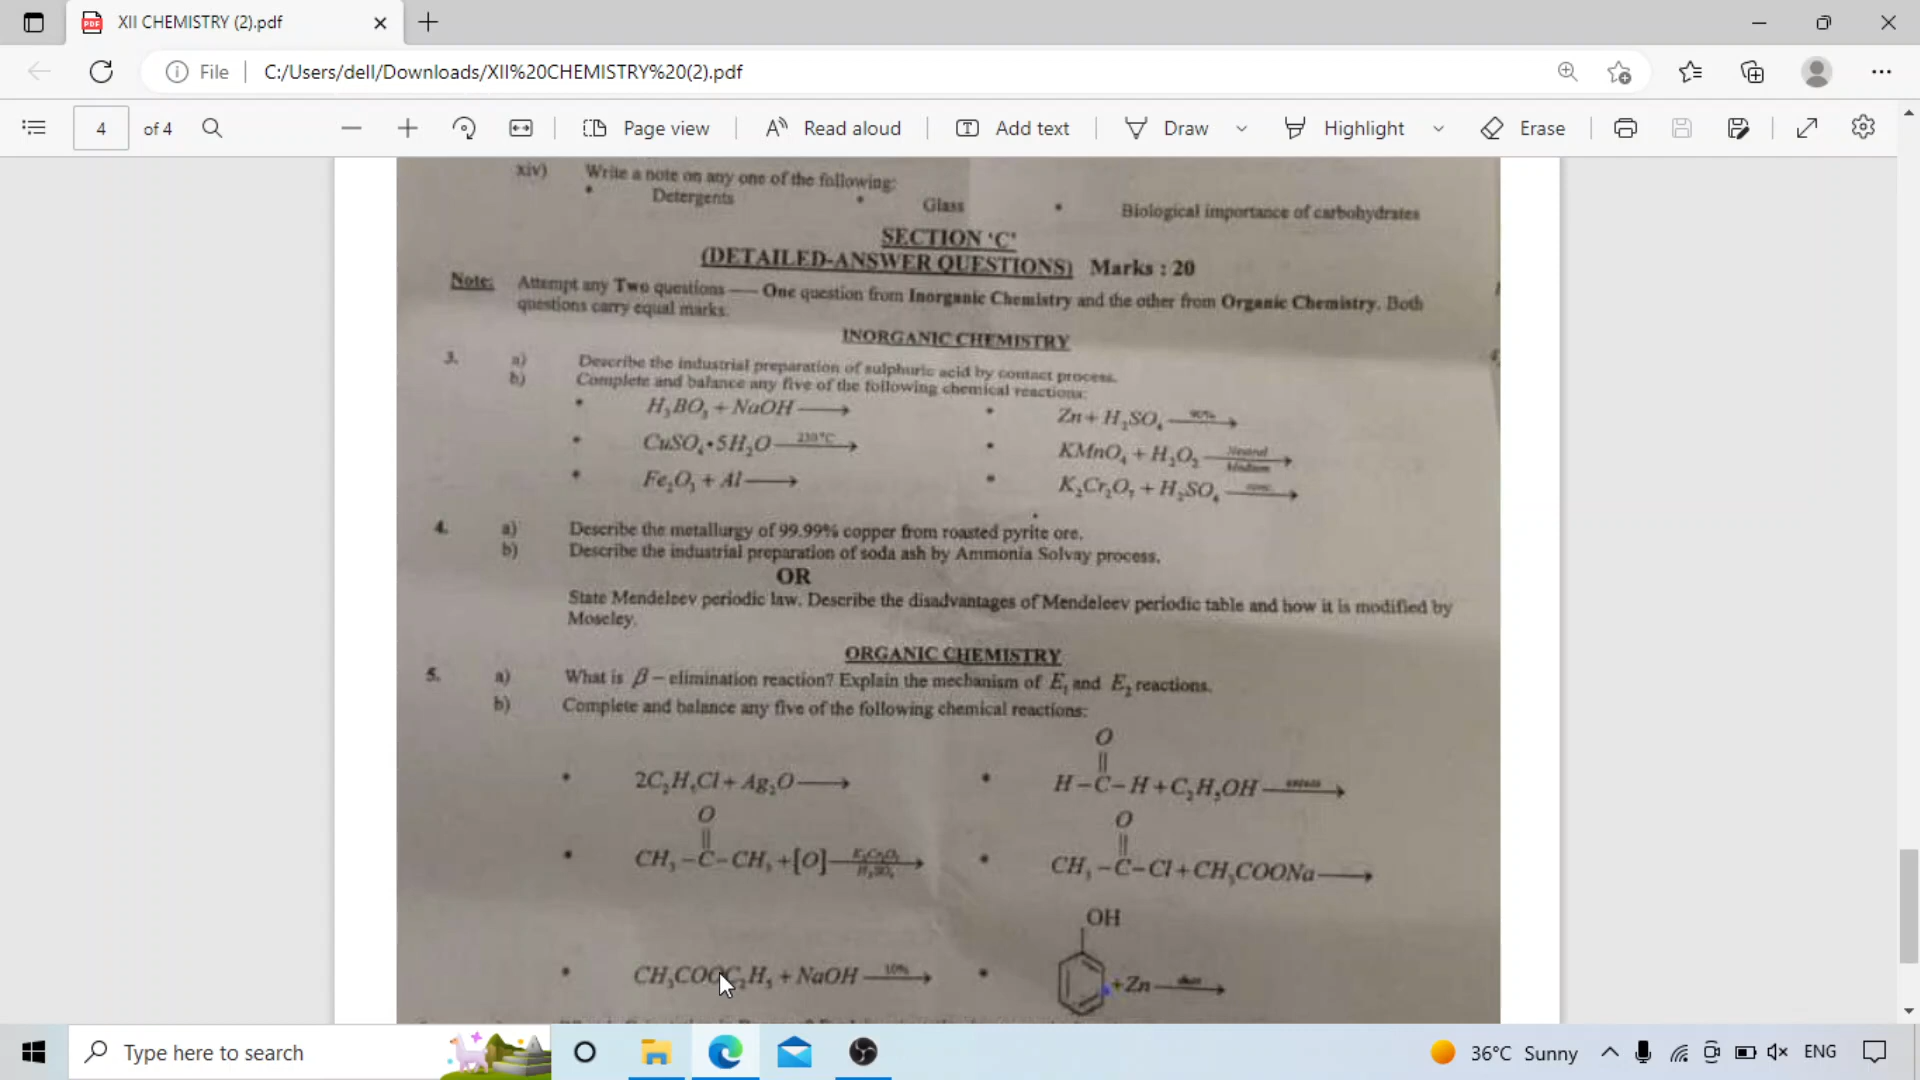 XII CHEMISTRY (2).pdf
File C:/Users/dell/Downloads/XII%20CHEMISTRY%20(2).pdf
4 of 4 Page view Read aloud Add text Draw Highlight Erase
xiv) Write a note on any one of the following:
• Detergents • Glass • Biological importance of carbohydrates
SECTION 'C'
(DETAILED-ANSWER QUESTIONS) Marks : 20
Note: Attempt any Two questions — One question from Inorganic Chemistry and the other from Organic Chemistry. Both
questions carry equal marks.
INORGANIC CHEMISTRY
3. a) Describe the industrial preparation of sulphuric acid by contact process.
b) Complete and balance any five of the following chemical reactions:
• H₃BO₃ + NaOH ⟶ • Zn + H₂SO₄ —90%→
• CuSO₄•5H₂O —230°C→ • KMnO₄ + H₂O₂ —Neutral Medium→
• Fe₂O₃ + Al ⟶ • K₂Cr₂O₇ + H₂SO₄ ⟶
4. a) Describe the metallurgy of 99.99% copper from roasted pyrite ore.
b) Describe the industrial preparation of soda ash by Ammonia Solvay process.
OR
State Mendeleev periodic law. Describe the disadvantages of Mendeleev periodic table and how it is modified by
Moseley.
ORGANIC CHEMISTRY
5. a) What is β – elimination reaction? Explain the mechanism of E₁ and E₂ reactions.
b) Complete and balance any five of the following chemical reactions:
O
||
• 2C₂H₅Cl + Ag₂O ⟶ • H – C – H + C₂H₅OH ⟶
O O
|| ||
• CH₃ – C – CH₃ + [O] —K₂Cr₂O₇ H₂SO₄→ • CH₃ – C – Cl + CH₃COONa ⟶
OH
• CH₃COOC₂H₅ + NaOH —10%→ • + Zn —dust→
Type here to search
36°C Sunny ENG